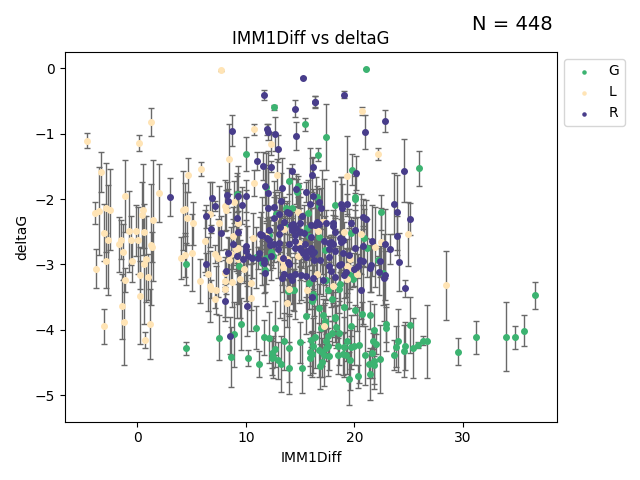 N = 448
IMM1Diff vs deltaG
G
L
R
0
−1
−2
−3
−4
−5
deltaG
0 10 20 30
IMM1Diff